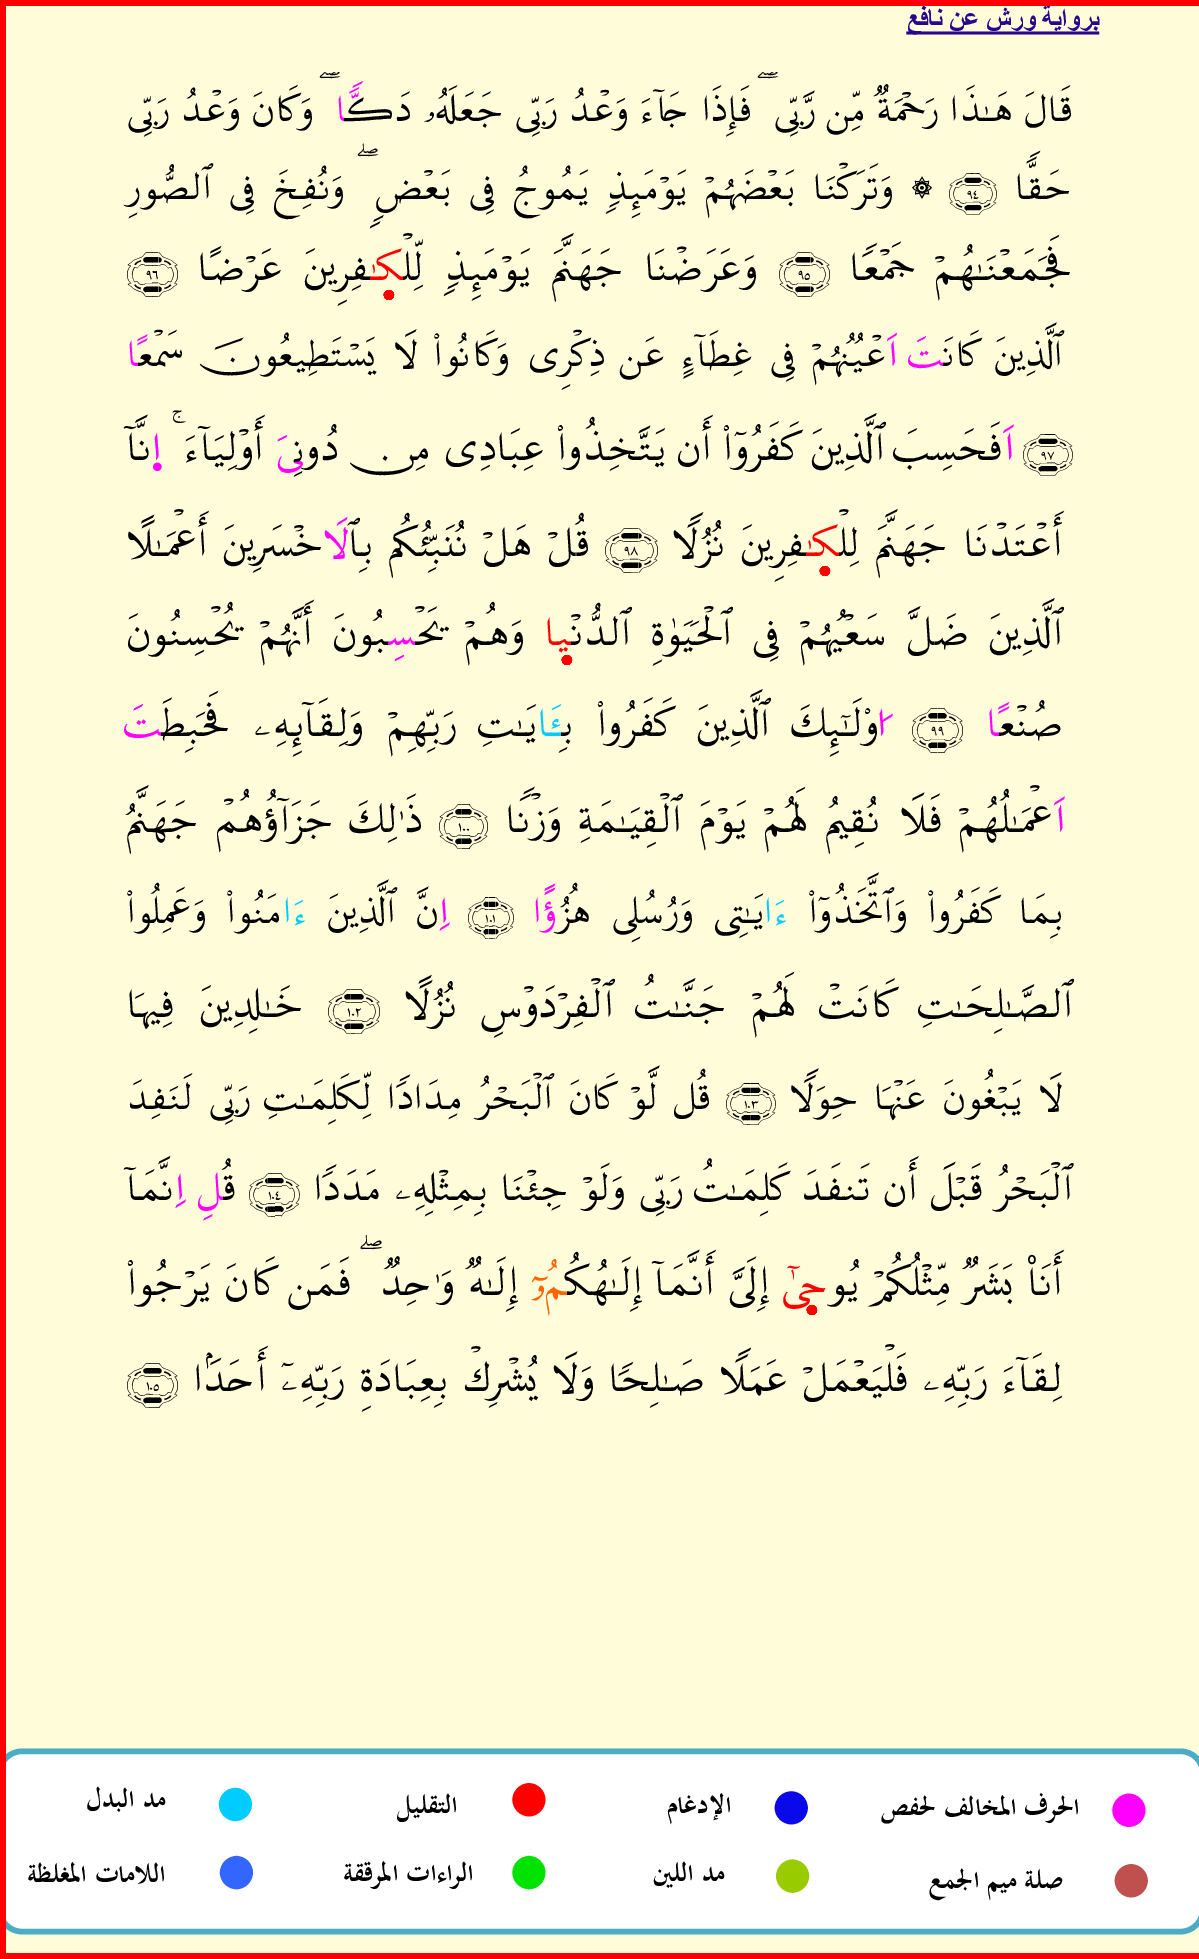 برواية ورش عن نافع
قَالَ هَٰذَا رَحْمَةٌ مِّن رَّبِّي ۖ فَإِذَا جَآءَ وَعْدُ رَبِّي جَعَلَهُۥ دَكّٗا ۖ وَكَانَ وَعْدُ رَبِّي
حَقّٗا ٩٤ ۞ وَتَرَكْنَا بَعْضَهُمْ يَوْمَئِذٖ يَمُوجُ فِي بَعْضٖ ۖ وَنُفِخَ فِي ٱلصُّورِ
فَجَمَعْنَٰهُمْ جَمْعٗا ٩٥ وَعَرَضْنَا جَهَنَّمَ يَوْمَئِذٖ لِّلْكٰ۪فِرِينَ عَرْضًا ٩٦
ٱلَّذِينَ كَانَتَ اَعْيُنُهُمْ فِي غِطَآءٍ عَن ذِكْرِي وَكَانُواْ لَا يَسْتَطِيعُونَ سَمْعًا
٩٧ اَفَحَسِبَ ٱلَّذِينَ كَفَرُوٓاْ أَن يَتَّخِذُواْ عِبَادِي مِن دُونِيَ أَوْلِيَآءَ ۚ اِ۪نَّآ
أَعْتَدْنَا جَهَنَّمَ لِلْكٰ۪فِرِينَ نُزُلٗا ٩٨ قُلْ هَلْ نُنَبِّئُكُم بِٱلَاخْسَرِينَ أَعْمَٰلًا
ٱلَّذِينَ ضَلَّ سَعْيُهُمْ فِي ٱلْحَيَوٰةِ ٱلدُّنْي۪ا وَهُمْ يَحْسِبُونَ أَنَّهُمْ يُحْسِنُونَ
صُنْعًا ٩٩ اوْلَٰٓئِكَ ٱلَّذِينَ كَفَرُواْ بِـَٔايَٰتِ رَبِّهِمْ وَلِقَآئِهِۦ فَحَبِطَتَ
اَعْمَٰلُهُمْ فَلَا نُقِيمُ لَهُمْ يَوْمَ ٱلْقِيَٰمَةِ وَزْنٗا ١٠٠ ذَٰلِكَ جَزَآؤُهُمْ جَهَنَّمُ
بِمَا كَفَرُواْ وَٱتَّخَذُوٓاْ ءَايَٰتِي وَرُسُلِي هُزُؤًا ١٠١ اِنَّ ٱلَّذِينَ ءَامَنُواْ وَعَمِلُواْ
ٱلصَّٰلِحَٰتِ كَانَتْ لَهُمْ جَنَّٰتُ ٱلْفِرْدَوْسِ نُزُلًا ١٠٢ خَٰلِدِينَ فِيهَا
لَا يَبْغُونَ عَنْهَا حِوَلٗا ١٠٣ قُل لَّوْ كَانَ ٱلْبَحْرُ مِدَادٗا لِّكَلِمَٰتِ رَبِّي لَنَفِدَ
ٱلْبَحْرُ قَبْلَ أَن تَنفَدَ كَلِمَٰتُ رَبِّي وَلَوْ جِئْنَا بِمِثْلِهِۦ مَدَدٗا ١٠٤ قُلِ اِنَّمَآ
أَنَا۠ بَشَرٌ مِّثْلُكُمْ يُوح۪ىٰٓ إِلَيَّ أَنَّمَآ إِلَٰهُكُمُۥٓ إِلَٰهٌ وَٰحِدٌ ۖ فَمَن كَانَ يَرْجُواْ
لِقَآءَ رَبِّهِۦ فَلْيَعْمَلْ عَمَلًا صَٰلِحٗا وَلَا يُشْرِكْ بِعِبَادَةِ رَبِّهِۦٓ أَحَدَۢا ١٠٥
الحرف المخالف لحفص الإدغام التقليل مد البدل
صلة ميم الجمع مد اللين الراءات المرققة اللامات المغلظة